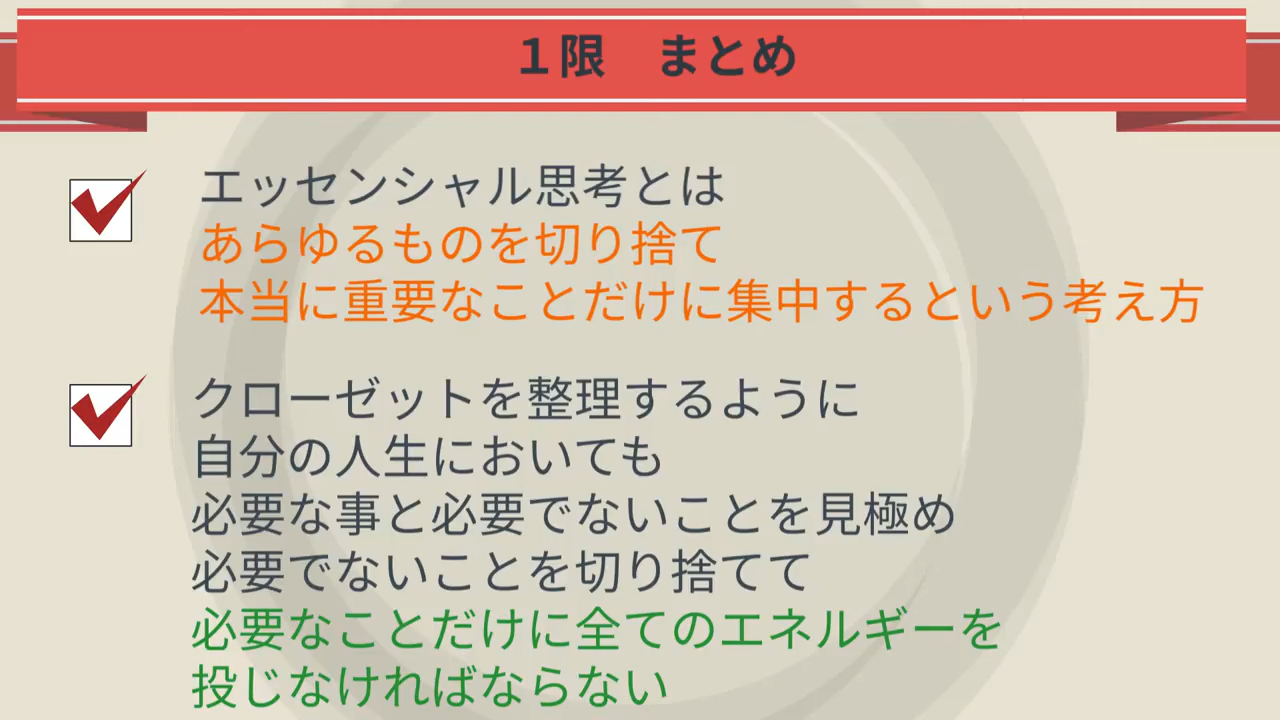 １限　まとめ
エッセンシャル思考とは
あらゆるものを切り捨て
本当に重要なことだけに集中するという考え方
クローゼットを整理するように
自分の人生においても
必要な事と必要でないことを見極め
必要でないことを切り捨てて
必要なことだけに全てのエネルギーを
投じなければならない